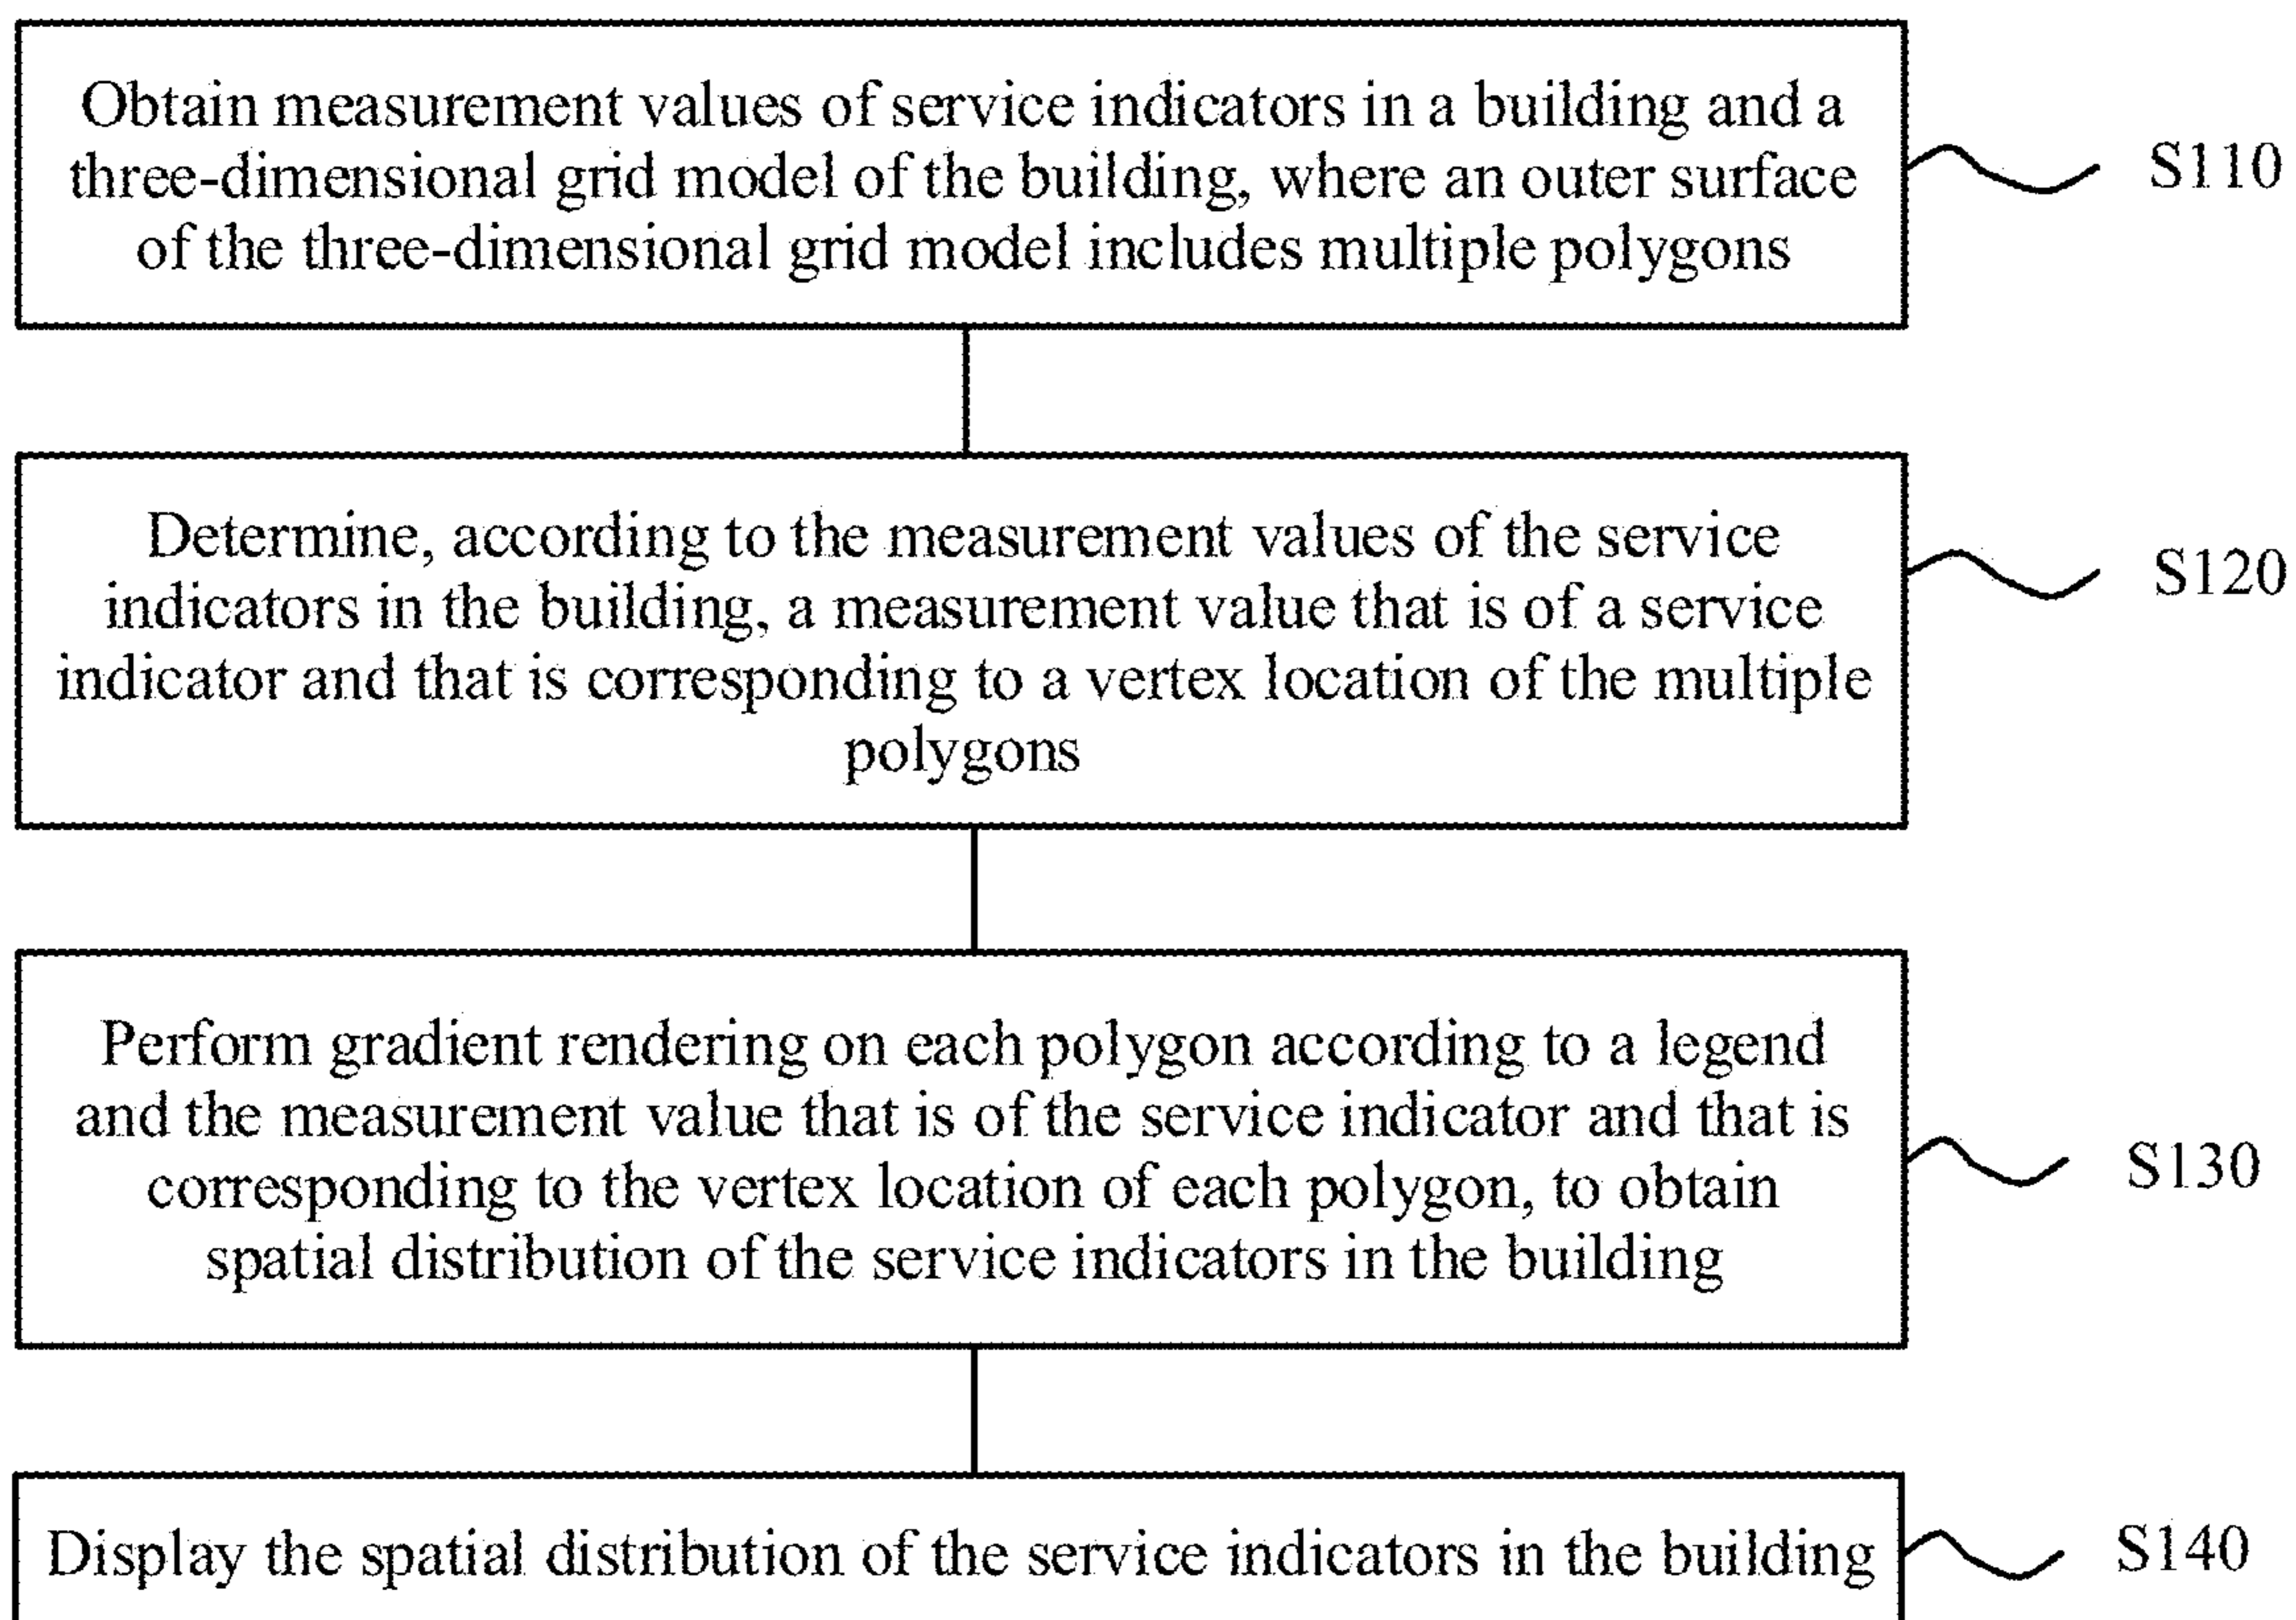 Obtain measurement values of service indicators in a building and a
three-dimensional grid model of the building, where an outer surface
of the three-dimensional grid model includes multiple polygons
S110
Determine, according to the measurement values of the service
indicators in the building, a measurement value that is of a service
indicator and that is corresponding to a vertex location of the multiple
polygons
S120
Perform gradient rendering on each polygon according to a legend
and the measurement value that is of the service indicator and that is
corresponding to the vertex location of each polygon, to obtain
spatial distribution of the service indicators in the building
S130
Display the spatial distribution of the service indicators in the building
S140